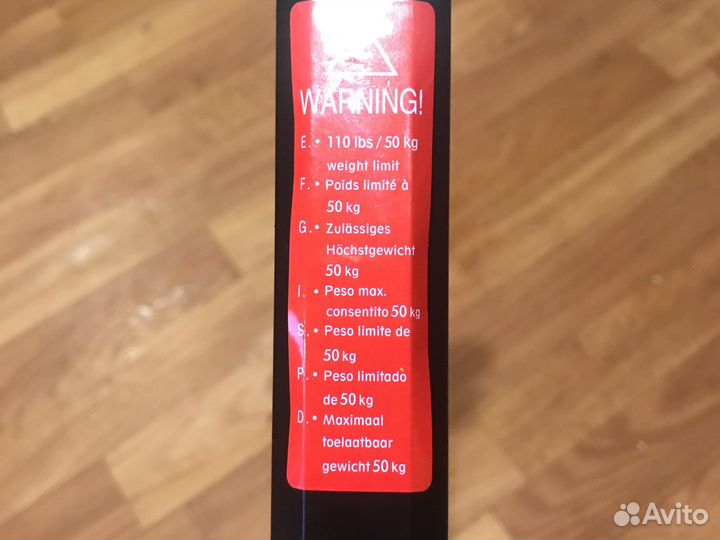 WARNING!
E. • 110 lbs / 50 kg
weight limit
F. • Poids limité à
50 kg
G. • Zulässiges
Höchstgewicht
50 kg
I. • Peso max.
consentito 50 kg
S. • Peso limite de
50 kg
P. • Peso limitado
de 50 kg
D. • Maximaal
toelaatbaar
gewicht 50 kg
Avito